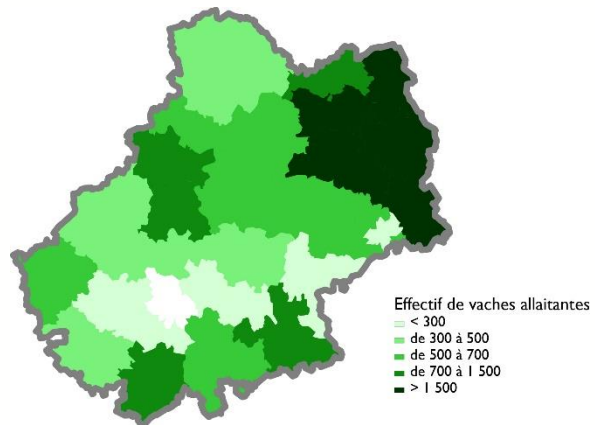 Effectif de vaches allaitantes
< 300
de 300 à 500
de 500 à 700
de 700 à 1 500
> 1 500